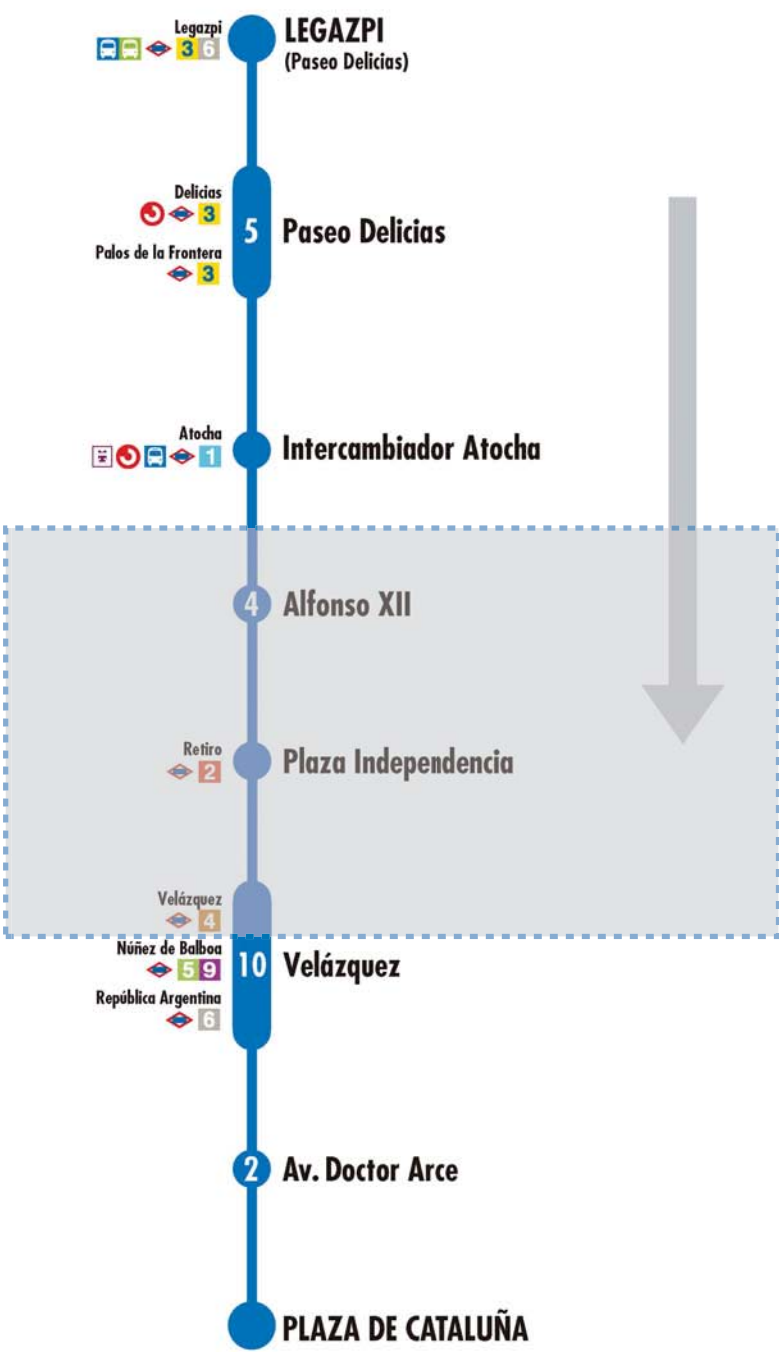 Legazpi
3 6
LEGAZPI
(Paseo Delicias)
Delicias
3
5
Paseo Delicias
Palos de la Frontera
3
Atocha
1
Intercambiador Atocha
4
Alfonso XII
Retiro
2
Plaza Independencia
Velázquez
4
Núñez de Balboa
5 9
10
Velázquez
República Argentina
6
2
Av. Doctor Arce
PLAZA DE CATALUÑA